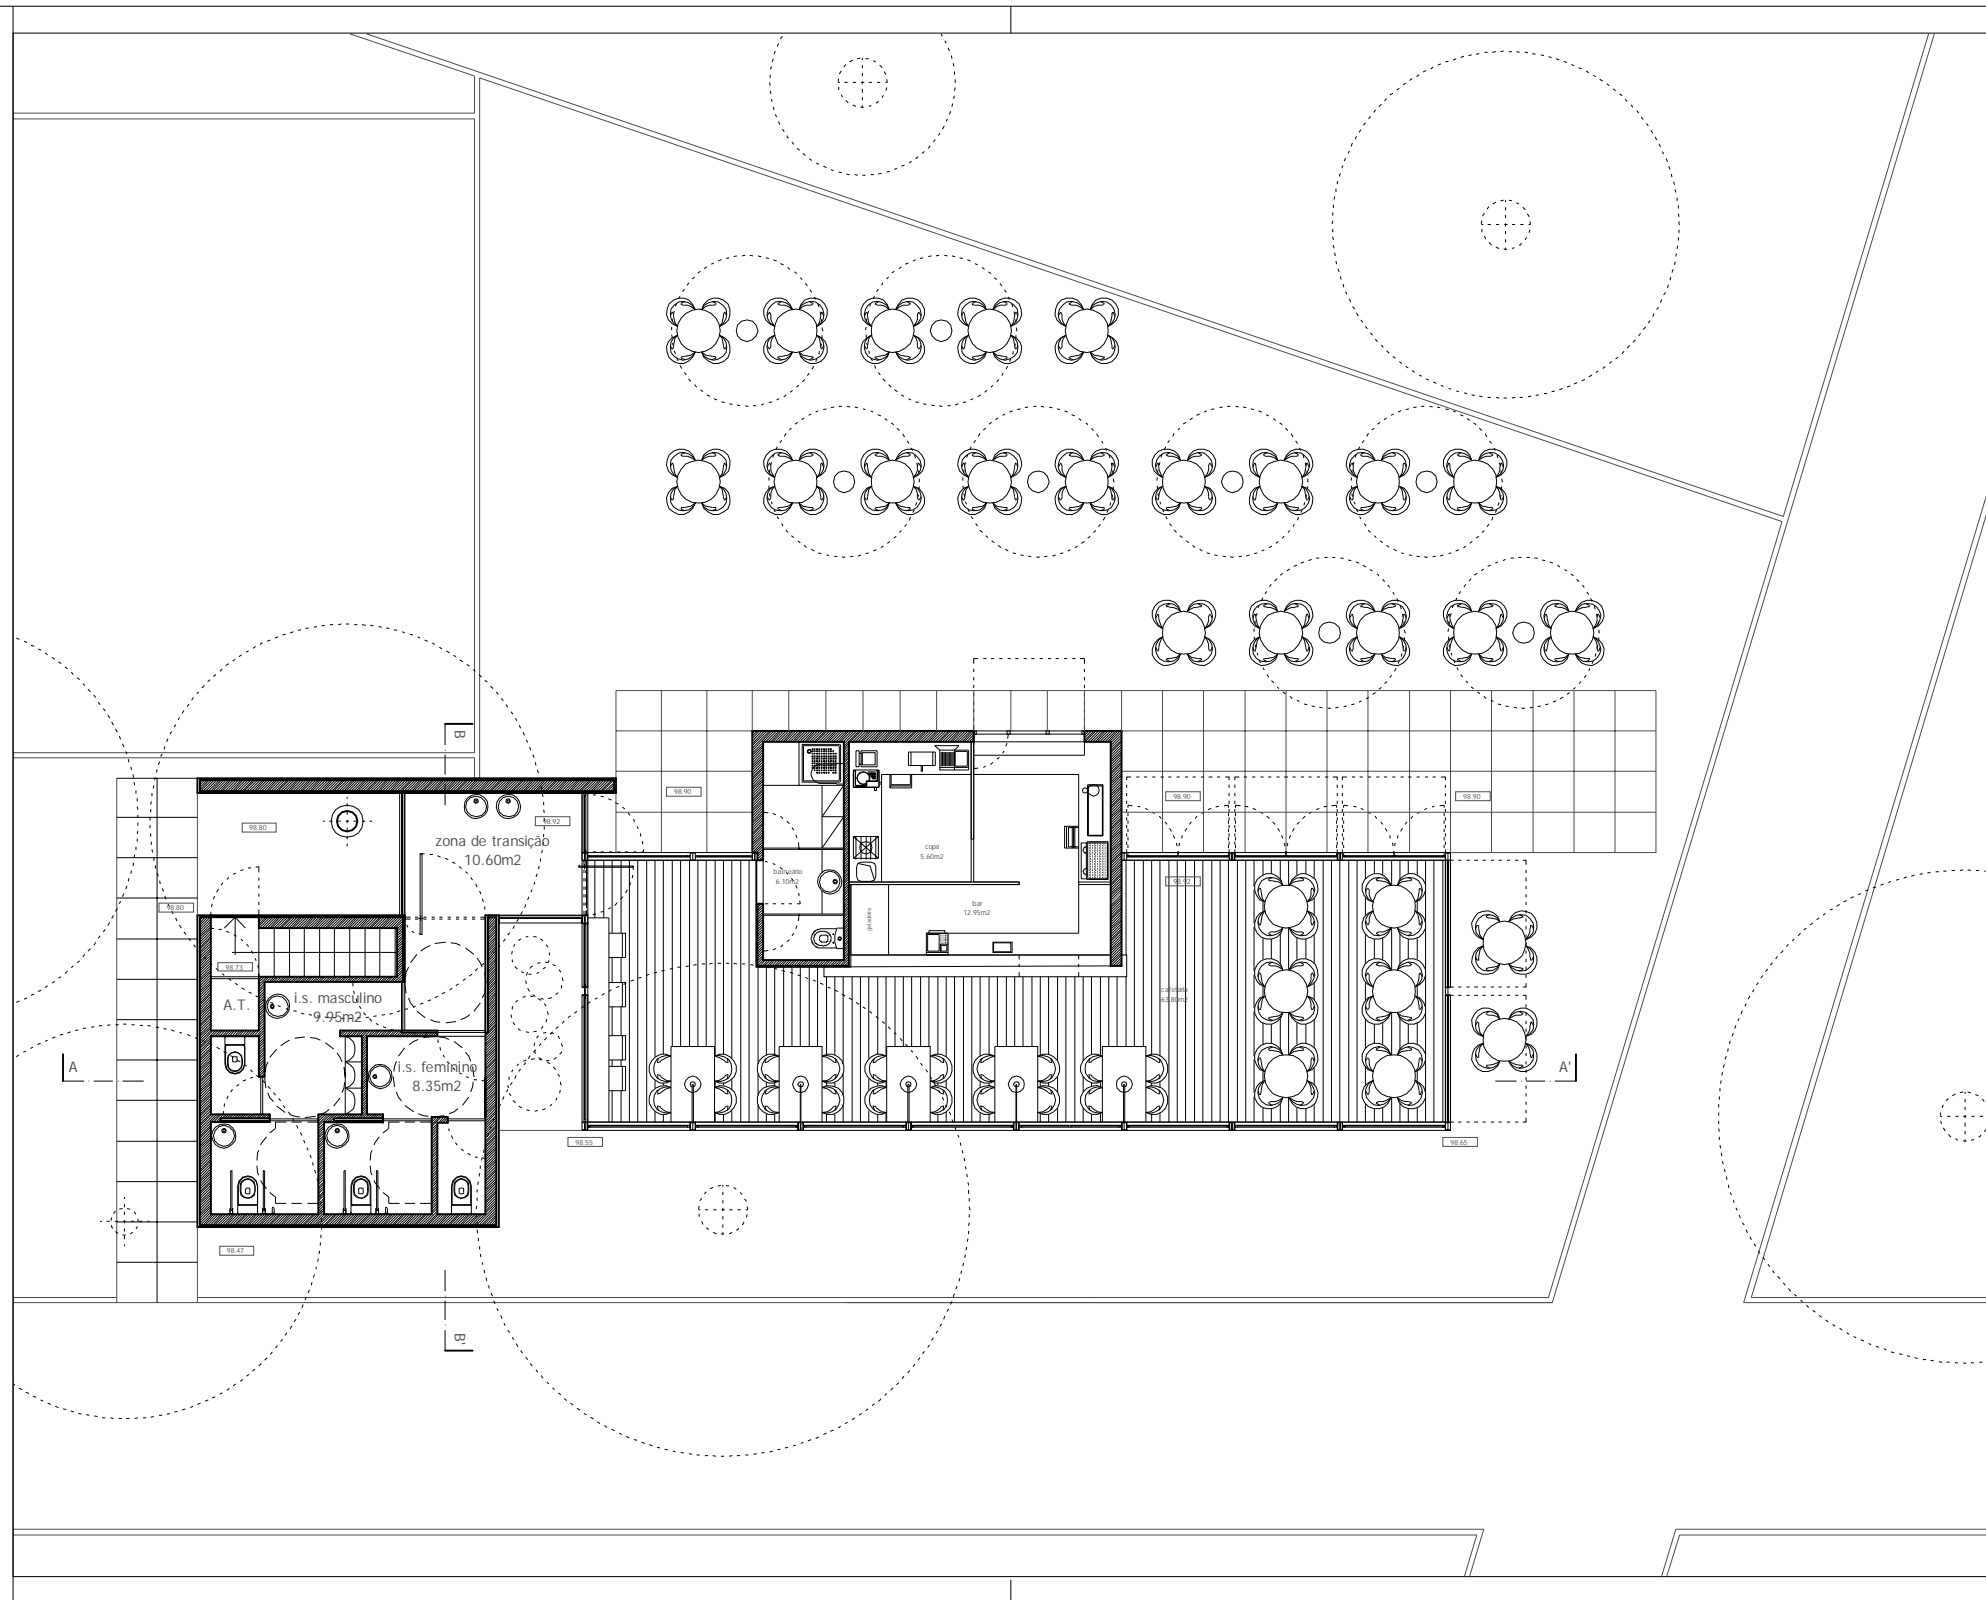 B
98.90
98.90
98.90
98.80
98.92
zona de transição
10.60m2
copa
5.60m2
balneário
6.10m2
98.92
98.80
bar
12.95m2
geladeira
98.73
A.T.
i.s. masculino
9.95m2
cafetaria
63.80m2
A
i.s. feminino
8.35m2
A'
98.55
98.65
98.47
B'